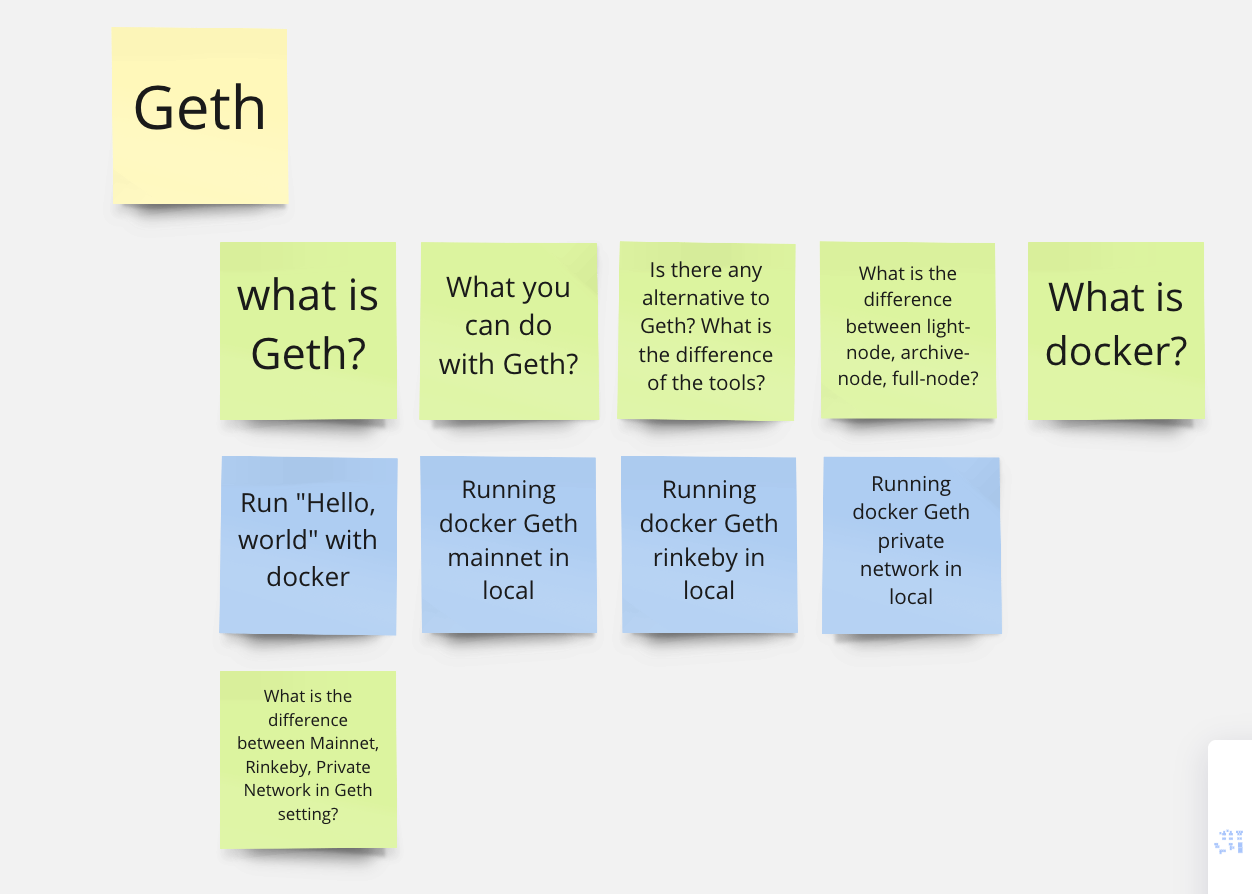 Geth
what is
Geth?
What you
can do
with Geth?
Is there any
alternative to
Geth? What is
the difference
of the tools?
What is the
difference
between light-
node, archive-
node, full-node?
What is
docker?
Run "Hello,
world" with
docker
Running
docker Geth
mainnet in
local
Running
docker Geth
rinkeby in
local
Running
docker Geth
private
network in
local
What is the
difference
between Mainnet,
Rinkeby, Private
Network in Geth
setting?